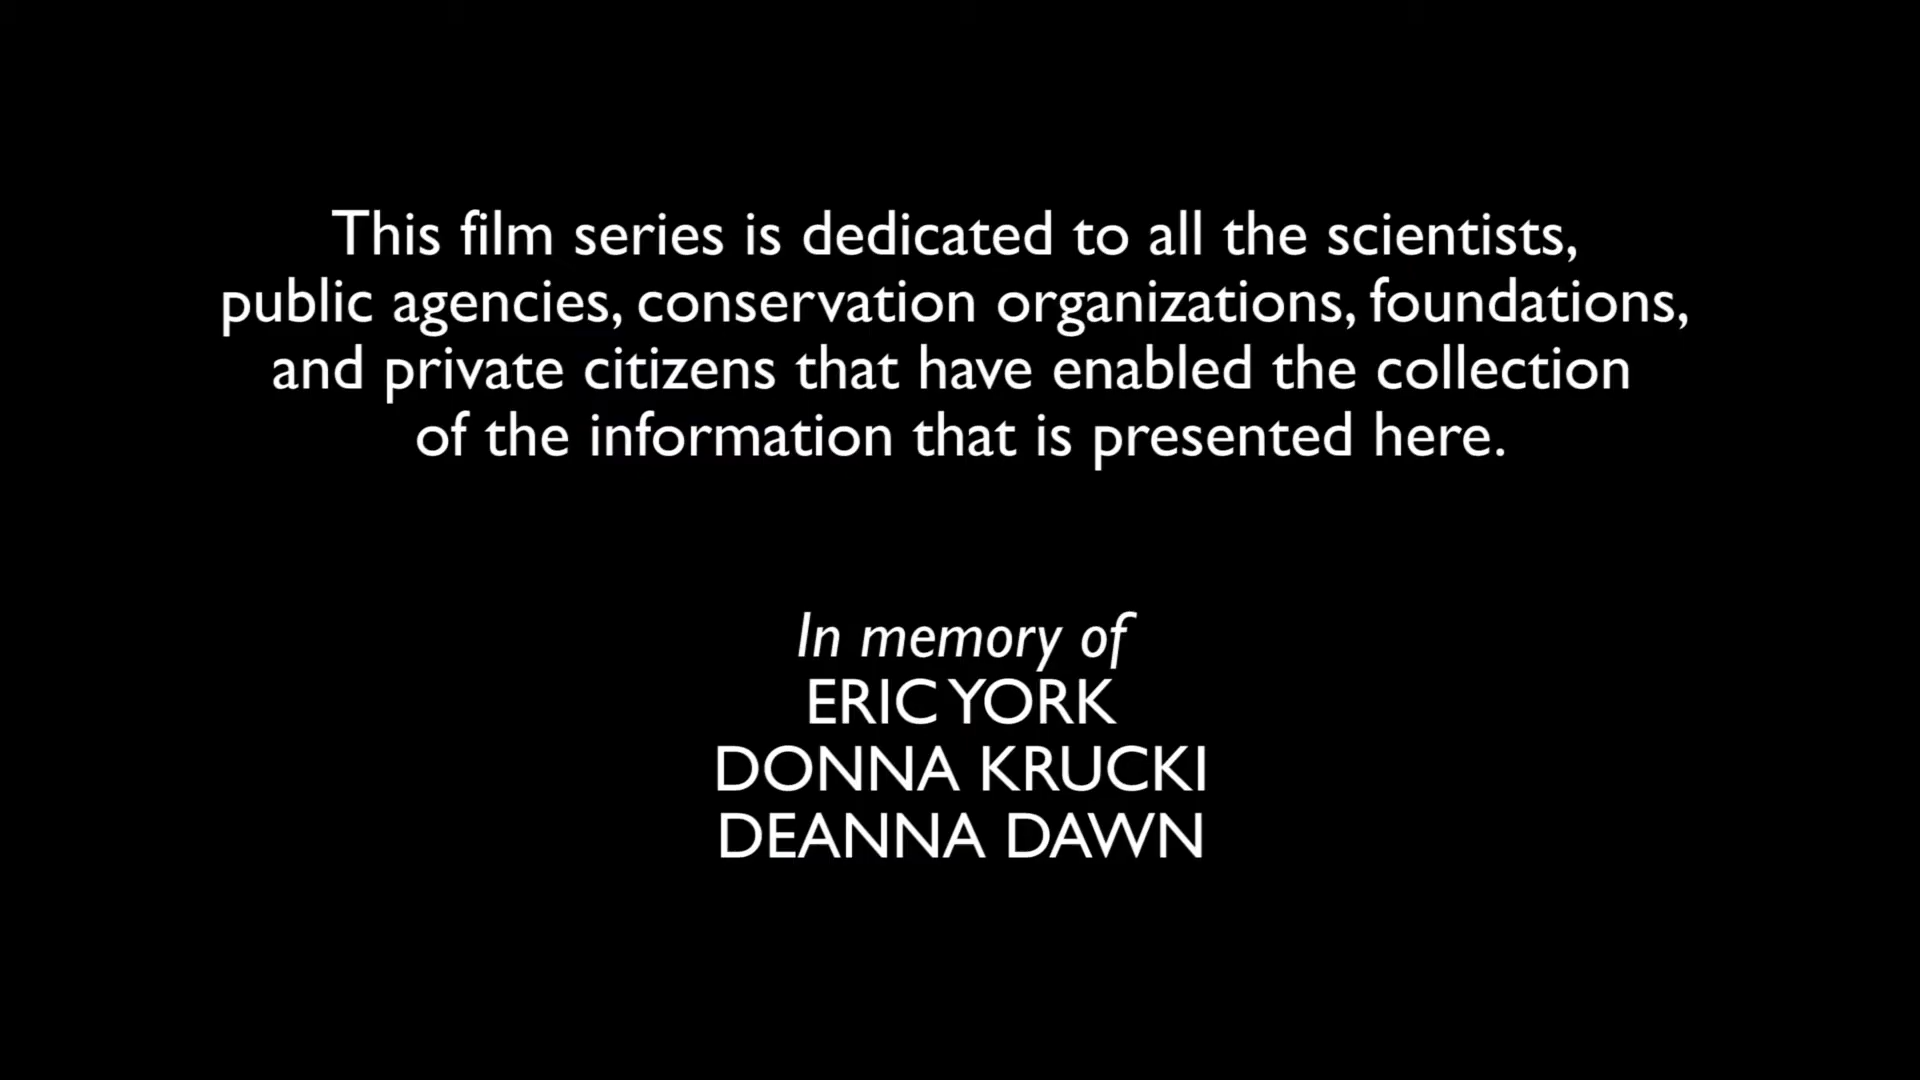 This film series is dedicated to all the scientists,
public agencies, conservation organizations, foundations,
and private citizens that have enabled the collection
of the information that is presented here.
In memory of
ERIC YORK
DONNA KRUCKI
DEANNA DAWN